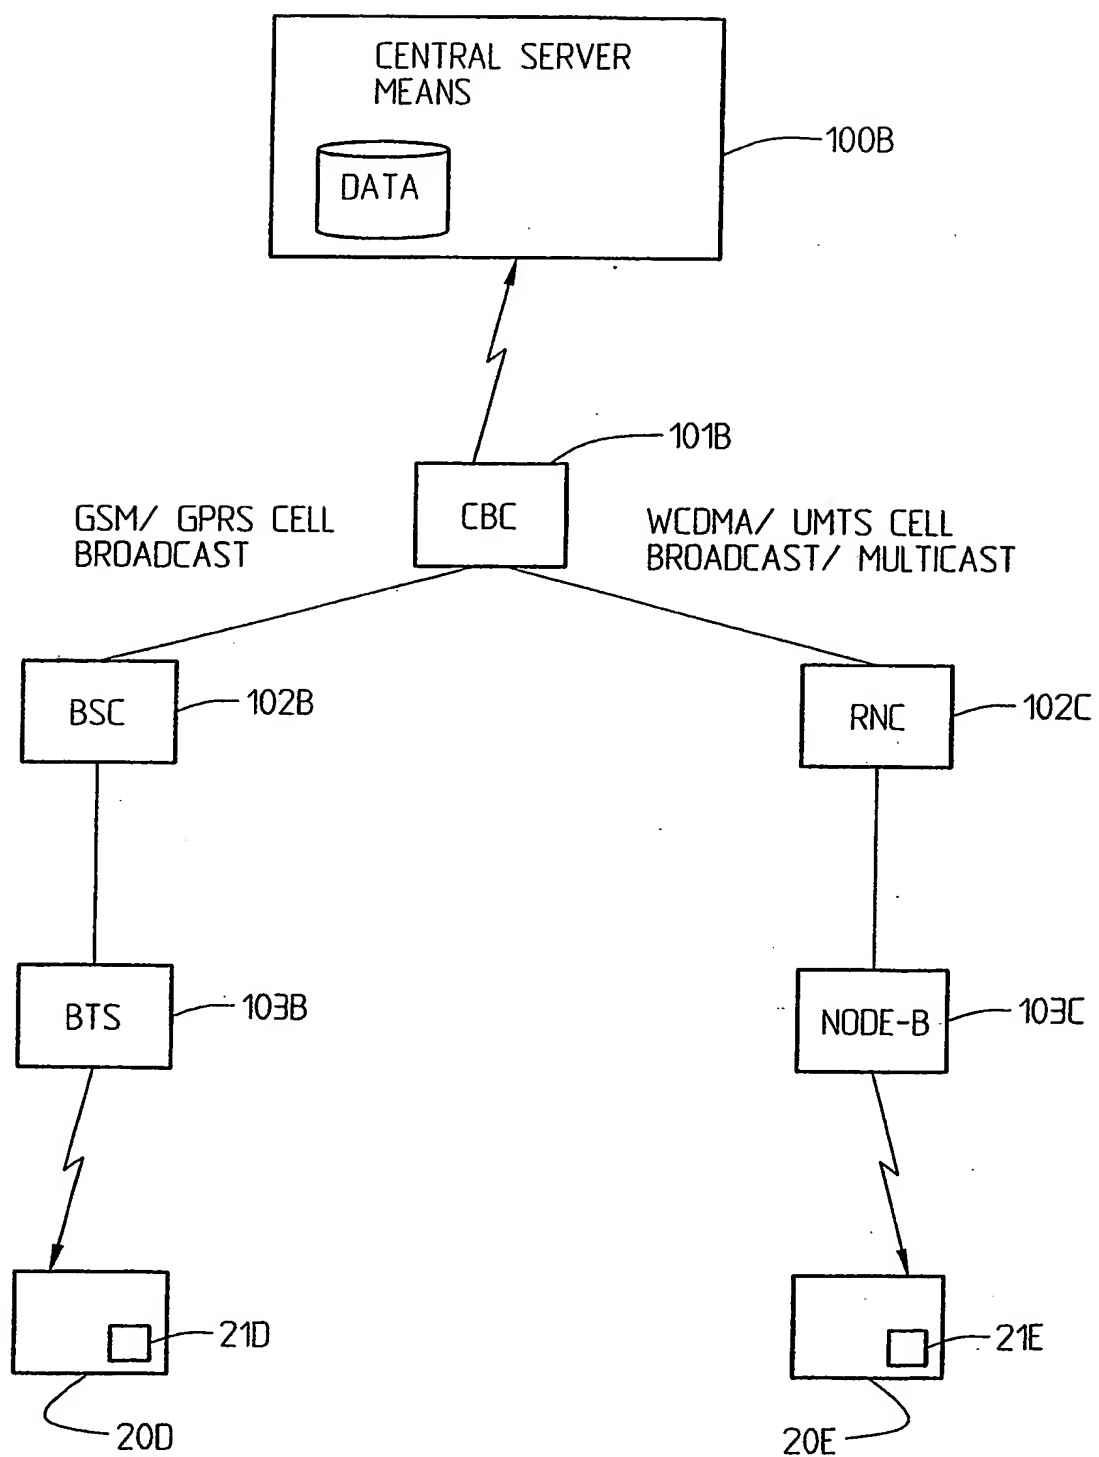 CENTRAL SERVER
MEANS
DATA
100B
101B
CBC
GSM/ GPRS CELL
BROADCAST
WCDMA/ UMTS CELL
BROADCAST/ MULTICAST
BSC
102B
RNC
102C
BTS
103B
NODE-B
103C
21D
21E
20D
20E